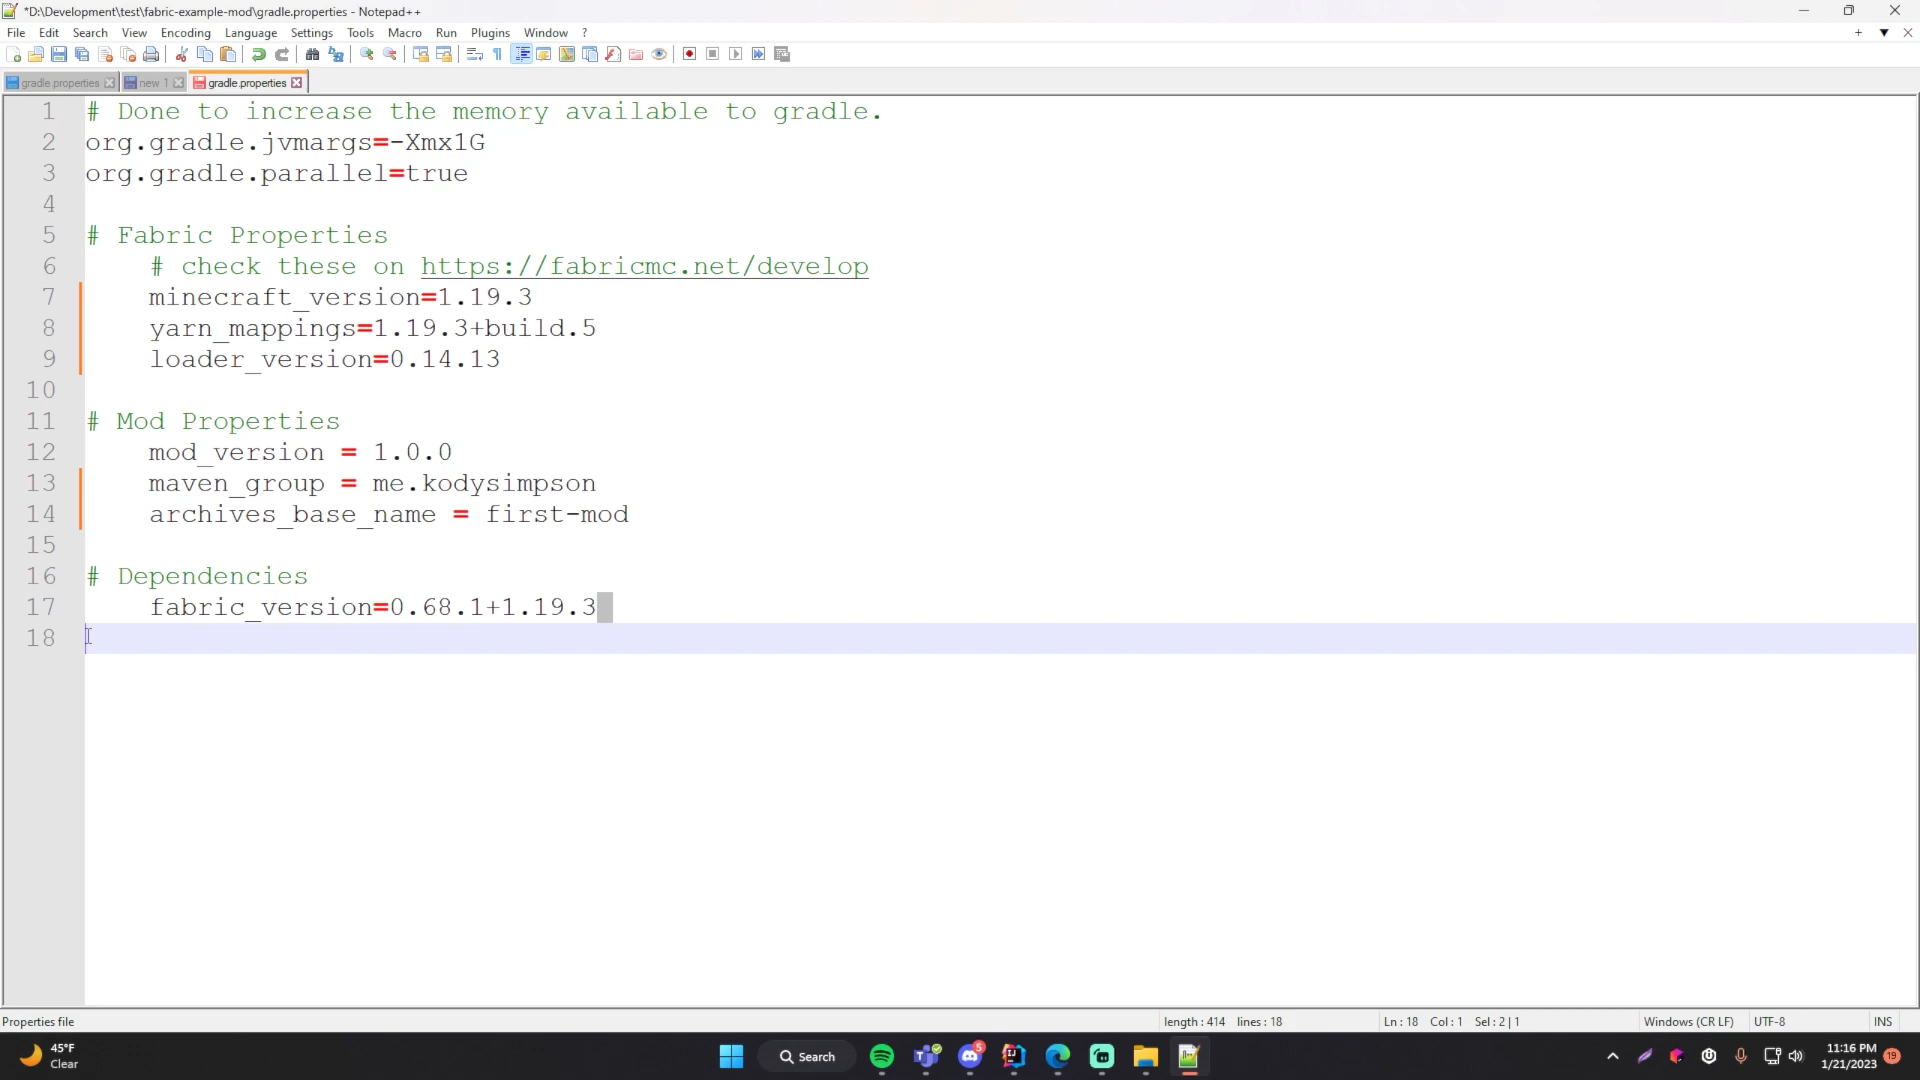 *D:\Development\test\fabric-example-mod\gradle.properties - Notepad++
File Edit Search View Encoding Language Settings Tools Macro Run Plugins Window ?
gradle.properties new 1 gradle.properties
1 # Done to increase the memory available to gradle.
2 org.gradle.jvmargs=-Xmx1G
3 org.gradle.parallel=true
4
5 # Fabric Properties
6 # check these on https://fabricmc.net/develop
7 minecraft_version=1.19.3
8 yarn_mappings=1.19.3+build.5
9 loader_version=0.14.13
10
11 # Mod Properties
12 mod_version = 1.0.0
13 maven_group = me.kodysimpson
14 archives_base_name = first-mod
15
16 # Dependencies
17 fabric_version=0.68.1+1.19.3
18
Properties file length : 414 lines : 18 Ln : 18 Col : 1 Sel : 2 | 1 Windows (CR LF) UTF-8 INS
45°F
Clear
Search
5
11:16 PM
1/21/2023
19